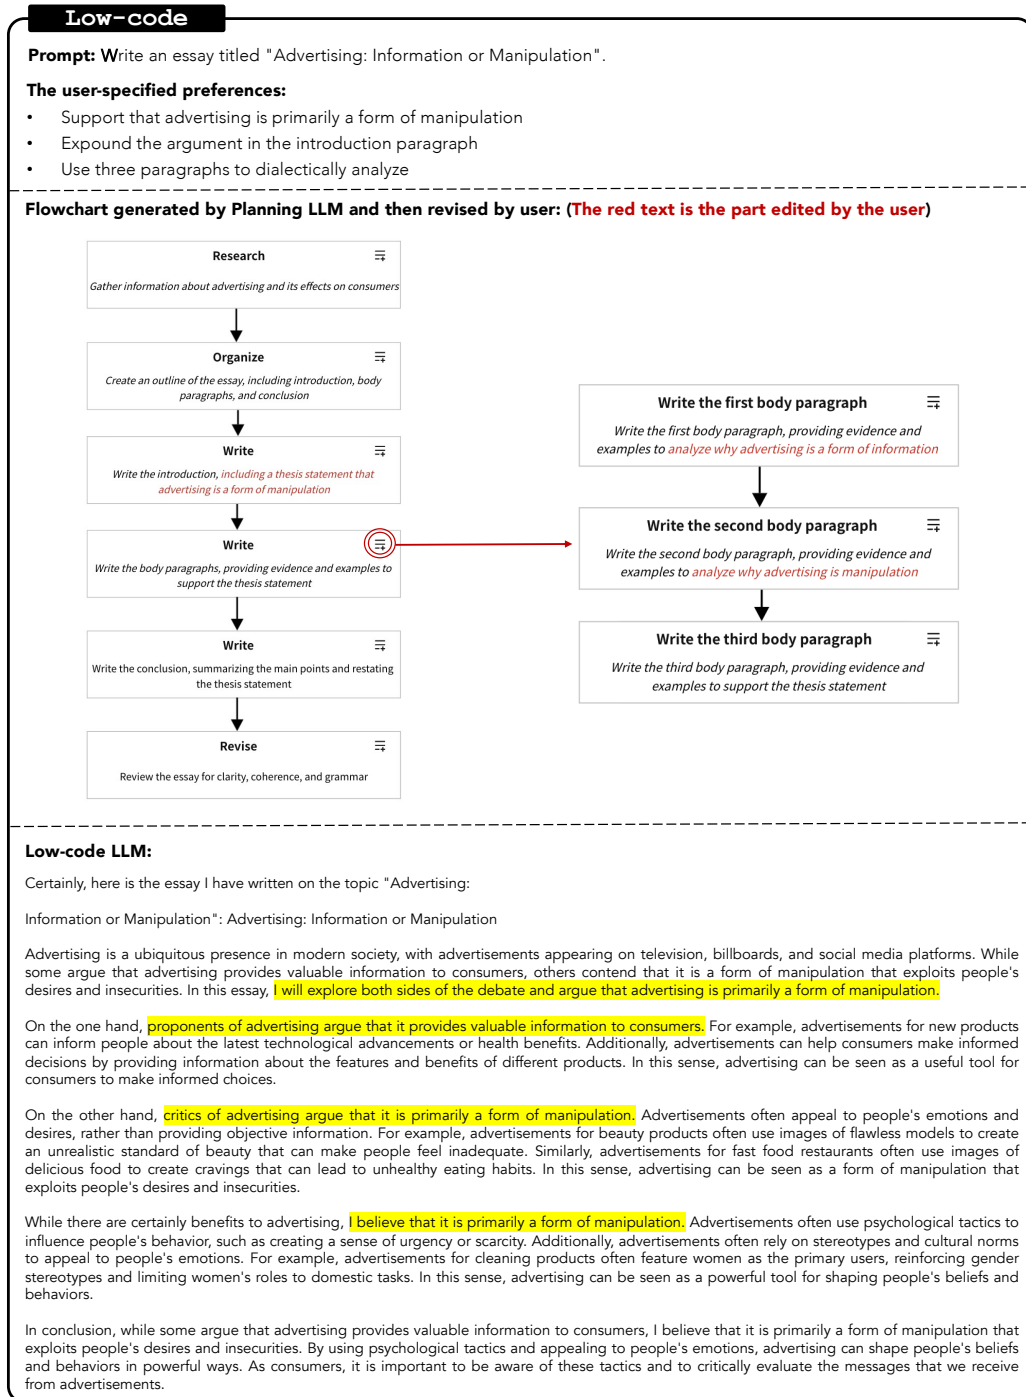 Low-code
Prompt: Write an essay titled "Advertising: Information or Manipulation".
The user-specified preferences:
• Support that advertising is primarily a form of manipulation
• Expound the argument in the introduction paragraph
• Use three paragraphs to dialectically analyze
Flowchart generated by Planning LLM and then revised by user: (The red text is the part edited by the user)
Research
Gather information about advertising and its effects on consumers
Organize
Create an outline of the essay, including introduction, body
paragraphs, and conclusion
Write
Write the introduction, including a thesis statement that
advertising is a form of manipulation
Write
Write the body paragraphs, providing evidence and examples to
support the thesis statement
Write
Write the conclusion, summarizing the main points and restating
the thesis statement
Revise
Review the essay for clarity, coherence, and grammar
Write the first body paragraph
Write the first body paragraph, providing evidence and
examples to analyze why advertising is a form of information
Write the second body paragraph
Write the second body paragraph, providing evidence and
examples to analyze why advertising is manipulation
Write the third body paragraph
Write the third body paragraph, providing evidence and
examples to support the thesis statement
Low-code LLM:
Certainly, here is the essay I have written on the topic "Advertising:
Information or Manipulation": Advertising: Information or Manipulation
Advertising is a ubiquitous presence in modern society, with advertisements appearing on television, billboards, and social media platforms. While
some argue that advertising provides valuable information to consumers, others contend that it is a form of manipulation that exploits people's
desires and insecurities. In this essay, I will explore both sides of the debate and argue that advertising is primarily a form of manipulation.
On the one hand, proponents of advertising argue that it provides valuable information to consumers. For example, advertisements for new products
can inform people about the latest technological advancements or health benefits. Additionally, advertisements can help consumers make informed
decisions by providing information about the features and benefits of different products. In this sense, advertising can be seen as a useful tool for
consumers to make informed choices.
On the other hand, critics of advertising argue that it is primarily a form of manipulation. Advertisements often appeal to people's emotions and
desires, rather than providing objective information. For example, advertisements for beauty products often use images of flawless models to create
an unrealistic standard of beauty that can make people feel inadequate. Similarly, advertisements for fast food restaurants often use images of
delicious food to create cravings that can lead to unhealthy eating habits. In this sense, advertising can be seen as a form of manipulation that
exploits people's desires and insecurities.
While there are certainly benefits to advertising, I believe that it is primarily a form of manipulation. Advertisements often use psychological tactics to
influence people's behavior, such as creating a sense of urgency or scarcity. Additionally, advertisements often rely on stereotypes and cultural norms
to appeal to people's emotions. For example, advertisements for cleaning products often feature women as the primary users, reinforcing gender
stereotypes and limiting women's roles to domestic tasks. In this sense, advertising can be seen as a powerful tool for shaping people's beliefs and
behaviors.
In conclusion, while some argue that advertising provides valuable information to consumers, I believe that it is primarily a form of manipulation that
exploits people's desires and insecurities. By using psychological tactics and appealing to people's emotions, advertising can shape people's beliefs
and behaviors in powerful ways. As consumers, it is important to be aware of these tactics and to critically evaluate the messages that we receive
from advertisements.